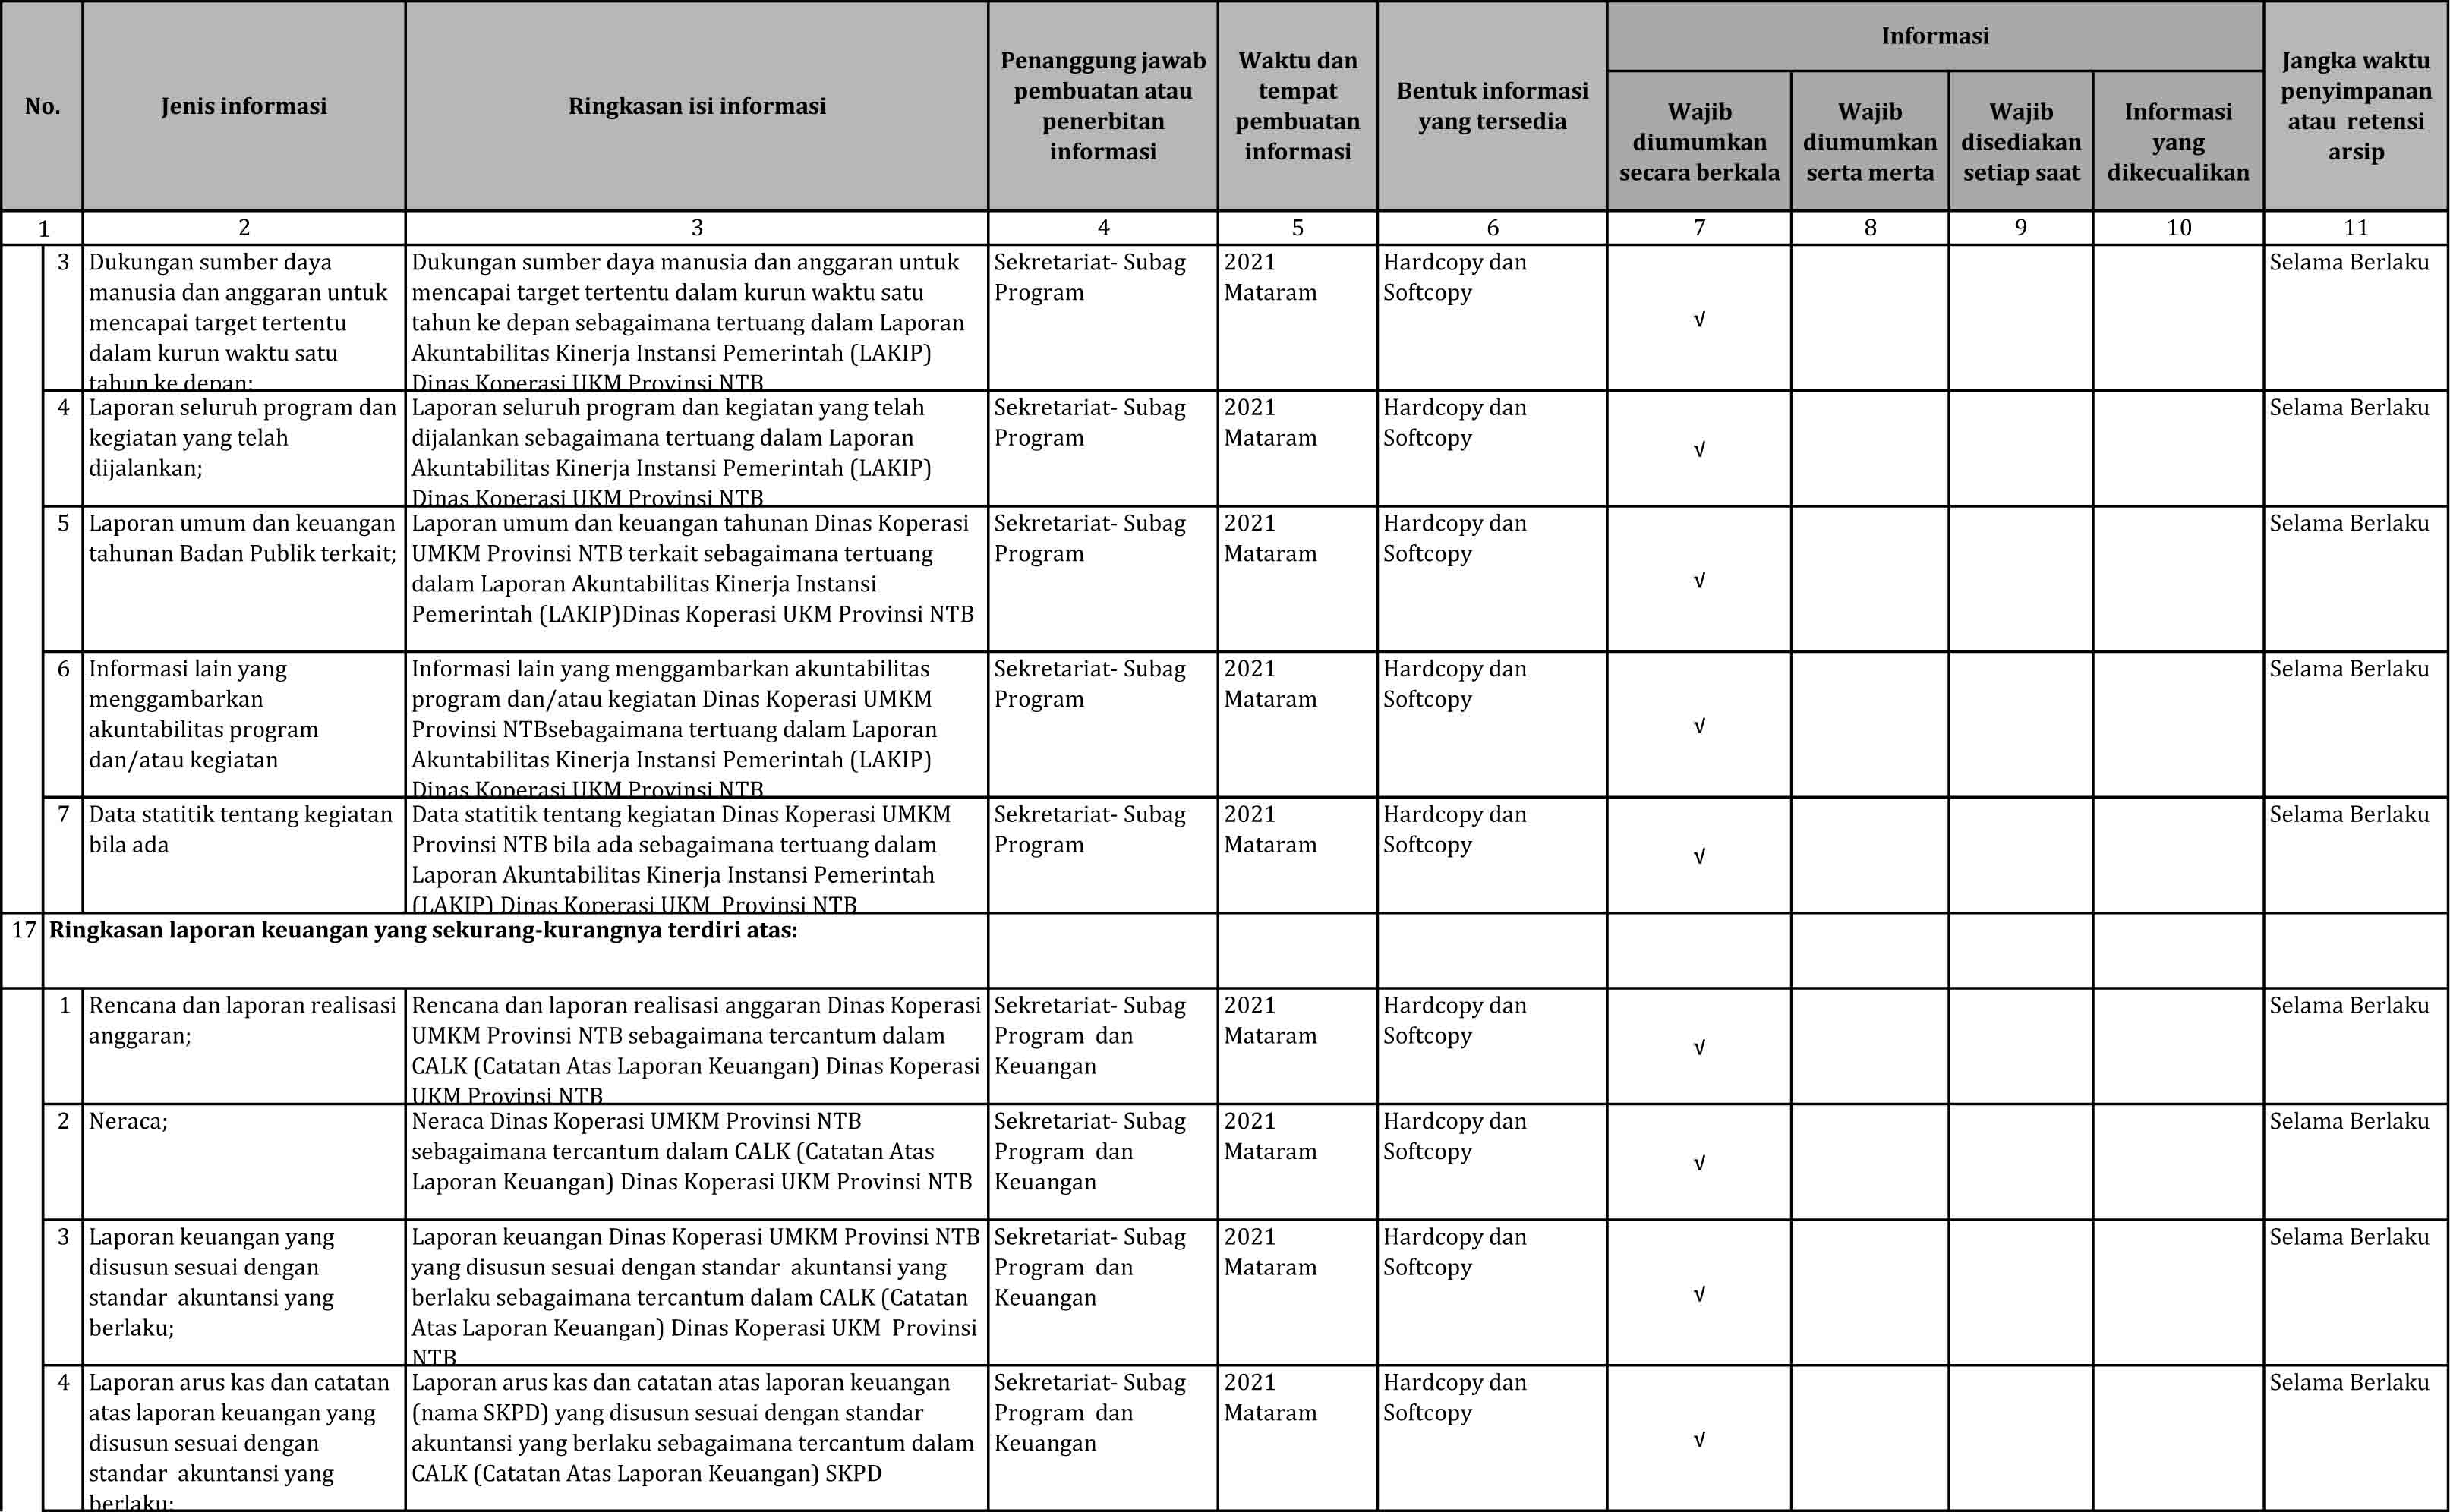 No.
Jenis informasi
Ringkasan isi informasi
Penanggung jawab
pembuatan atau
penerbitan
informasi
Waktu dan
tempat
pembuatan
informasi
Bentuk informasi
yang tersedia
Informasi
Wajib
diumumkan
secara berkala
Wajib
diumumkan
serta merta
Wajib
disediakan
setiap saat
Informasi
yang
dikecualikan
Jangka waktu
penyimpanan
atau  retensi
arsip
1 2 3 4 5 6 7 8 9 10 11
3
Dukungan sumber daya
manusia dan anggaran untuk
mencapai target tertentu
dalam kurun waktu satu
tahun ke depan;
Dukungan sumber daya manusia dan anggaran untuk
mencapai target tertentu dalam kurun waktu satu
tahun ke depan sebagaimana tertuang dalam Laporan
Akuntabilitas Kinerja Instansi Pemerintah (LAKIP)
Dinas Koperasi UKM Provinsi NTB
Sekretariat- Subag
Program
2021
Mataram
Hardcopy dan
Softcopy
√
Selama Berlaku
4
Laporan seluruh program dan
kegiatan yang telah
dijalankan;
Laporan seluruh program dan kegiatan yang telah
dijalankan sebagaimana tertuang dalam Laporan
Akuntabilitas Kinerja Instansi Pemerintah (LAKIP)
Dinas Koperasi UKM Provinsi NTB
Sekretariat- Subag
Program
2021
Mataram
Hardcopy dan
Softcopy
√
Selama Berlaku
5
Laporan umum dan keuangan
tahunan Badan Publik terkait;
Laporan umum dan keuangan tahunan Dinas Koperasi
UMKM Provinsi NTB terkait sebagaimana tertuang
dalam Laporan Akuntabilitas Kinerja Instansi
Pemerintah (LAKIP)Dinas Koperasi UKM Provinsi NTB
Sekretariat- Subag
Program
2021
Mataram
Hardcopy dan
Softcopy
√
Selama Berlaku
6
Informasi lain yang
menggambarkan
akuntabilitas program
dan/atau kegiatan
Informasi lain yang menggambarkan akuntabilitas
program dan/atau kegiatan Dinas Koperasi UMKM
Provinsi NTBsebagaimana tertuang dalam Laporan
Akuntabilitas Kinerja Instansi Pemerintah (LAKIP)
Dinas Koperasi UKM Provinsi NTB
Sekretariat- Subag
Program
2021
Mataram
Hardcopy dan
Softcopy
√
Selama Berlaku
7
Data statitik tentang kegiatan
bila ada
Data statitik tentang kegiatan Dinas Koperasi UMKM
Provinsi NTB bila ada sebagaimana tertuang dalam
Laporan Akuntabilitas Kinerja Instansi Pemerintah
(LAKIP) Dinas Koperasi UKM  Provinsi NTB
Sekretariat- Subag
Program
2021
Mataram
Hardcopy dan
Softcopy
√
Selama Berlaku
17 Ringkasan laporan keuangan yang sekurang-kurangnya terdiri atas:
1
Rencana dan laporan realisasi
anggaran;
Rencana dan laporan realisasi anggaran Dinas Koperasi
UMKM Provinsi NTB sebagaimana tercantum dalam
CALK (Catatan Atas Laporan Keuangan) Dinas Koperasi
UKM Provinsi NTB
Sekretariat- Subag
Program  dan
Keuangan
2021
Mataram
Hardcopy dan
Softcopy
√
Selama Berlaku
2
Neraca;
Neraca Dinas Koperasi UMKM Provinsi NTB
sebagaimana tercantum dalam CALK (Catatan Atas
Laporan Keuangan) Dinas Koperasi UKM Provinsi NTB
Sekretariat- Subag
Program  dan
Keuangan
2021
Mataram
Hardcopy dan
Softcopy
√
Selama Berlaku
3
Laporan keuangan yang
disusun sesuai dengan
standar  akuntansi yang
berlaku;
Laporan keuangan Dinas Koperasi UMKM Provinsi NTB
yang disusun sesuai dengan standar  akuntansi yang
berlaku sebagaimana tercantum dalam CALK (Catatan
Atas Laporan Keuangan) Dinas Koperasi UKM  Provinsi
NTB
Sekretariat- Subag
Program  dan
Keuangan
2021
Mataram
Hardcopy dan
Softcopy
√
Selama Berlaku
4
Laporan arus kas dan catatan
atas laporan keuangan yang
disusun sesuai dengan
standar  akuntansi yang
berlaku;
Laporan arus kas dan catatan atas laporan keuangan
(nama SKPD) yang disusun sesuai dengan standar
akuntansi yang berlaku sebagaimana tercantum dalam
CALK (Catatan Atas Laporan Keuangan) SKPD
Sekretariat- Subag
Program  dan
Keuangan
2021
Mataram
Hardcopy dan
Softcopy
√
Selama Berlaku